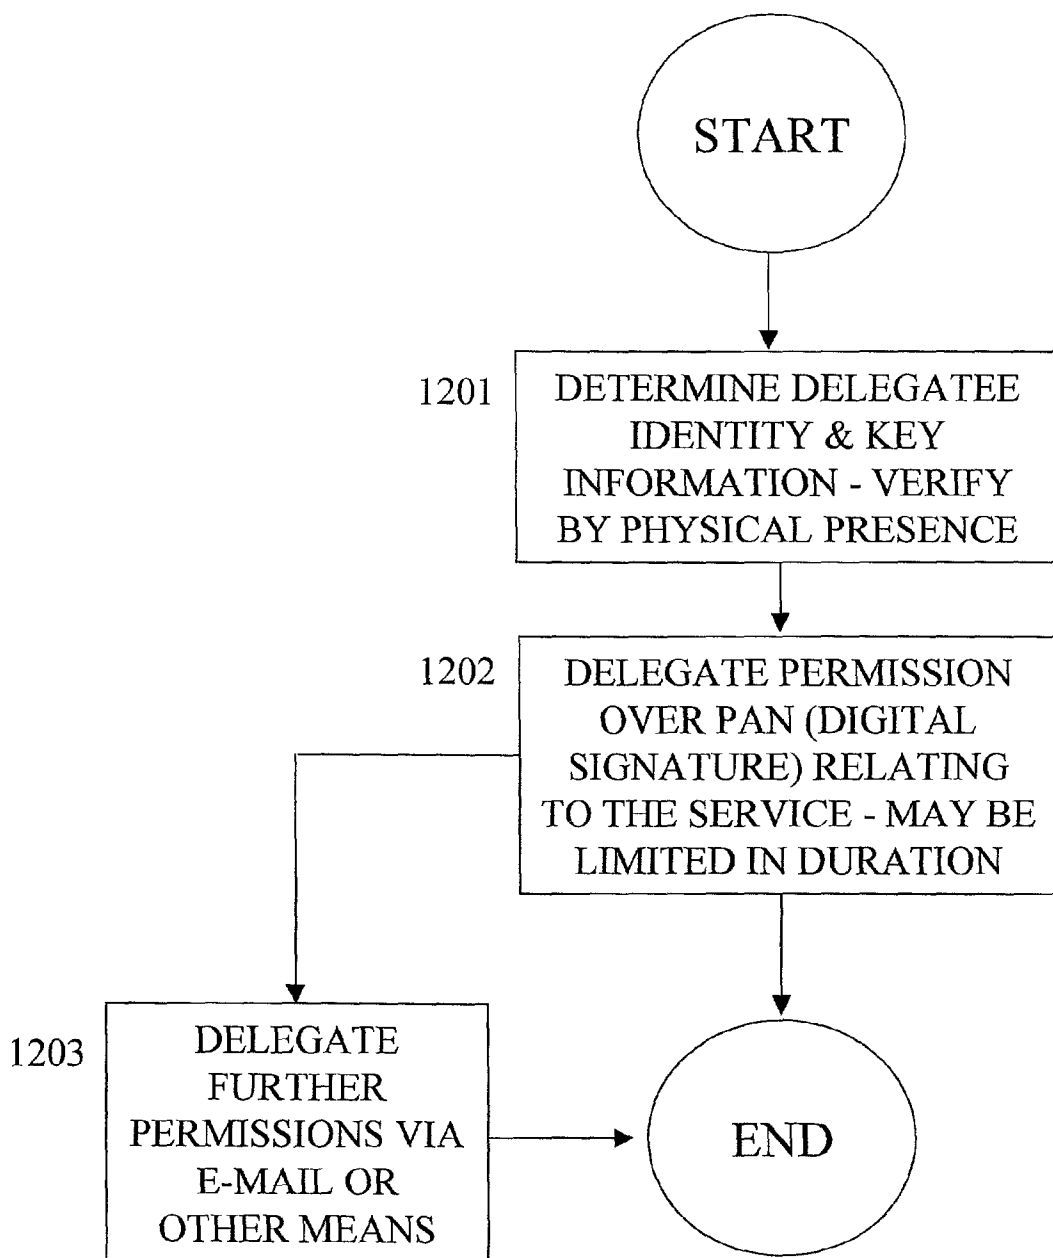 START
1201
DETERMINE DELEGATEE
IDENTITY & KEY
INFORMATION - VERIFY
BY PHYSICAL PRESENCE
1202
DELEGATE PERMISSION
OVER PAN (DIGITAL
SIGNATURE) RELATING
TO THE SERVICE - MAY BE
LIMITED IN DURATION
1203
DELEGATE
FURTHER
PERMISSIONS VIA
E-MAIL OR
OTHER MEANS
END